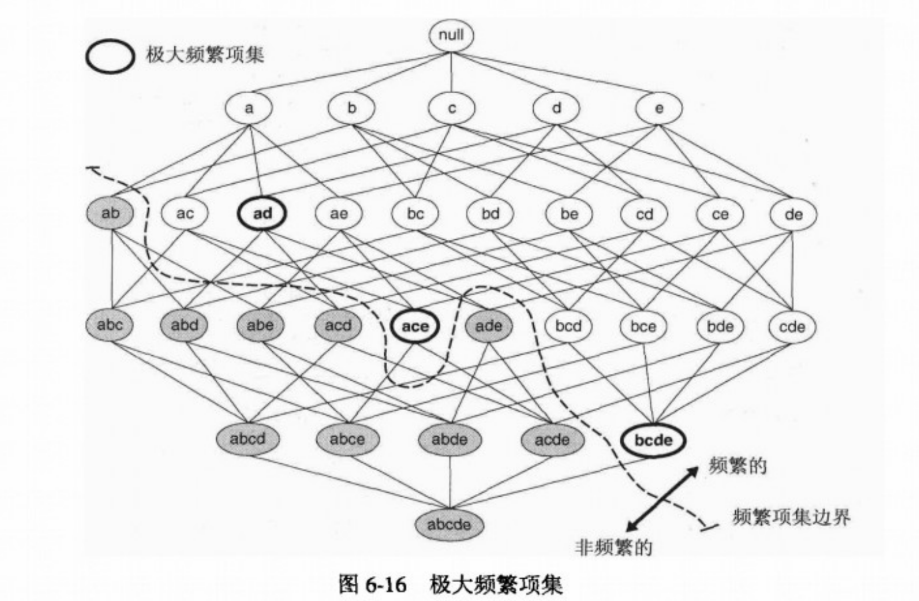 null
极大频繁项集
a b c d e
ab ac ad ae bc bd be cd ce de
abc abd abe acd ace ade bcd bce bde cde
abcd abce abde acde bcde
频繁的
频繁项集边界
abcde
非频繁的
图 6-16 极大频繁项集